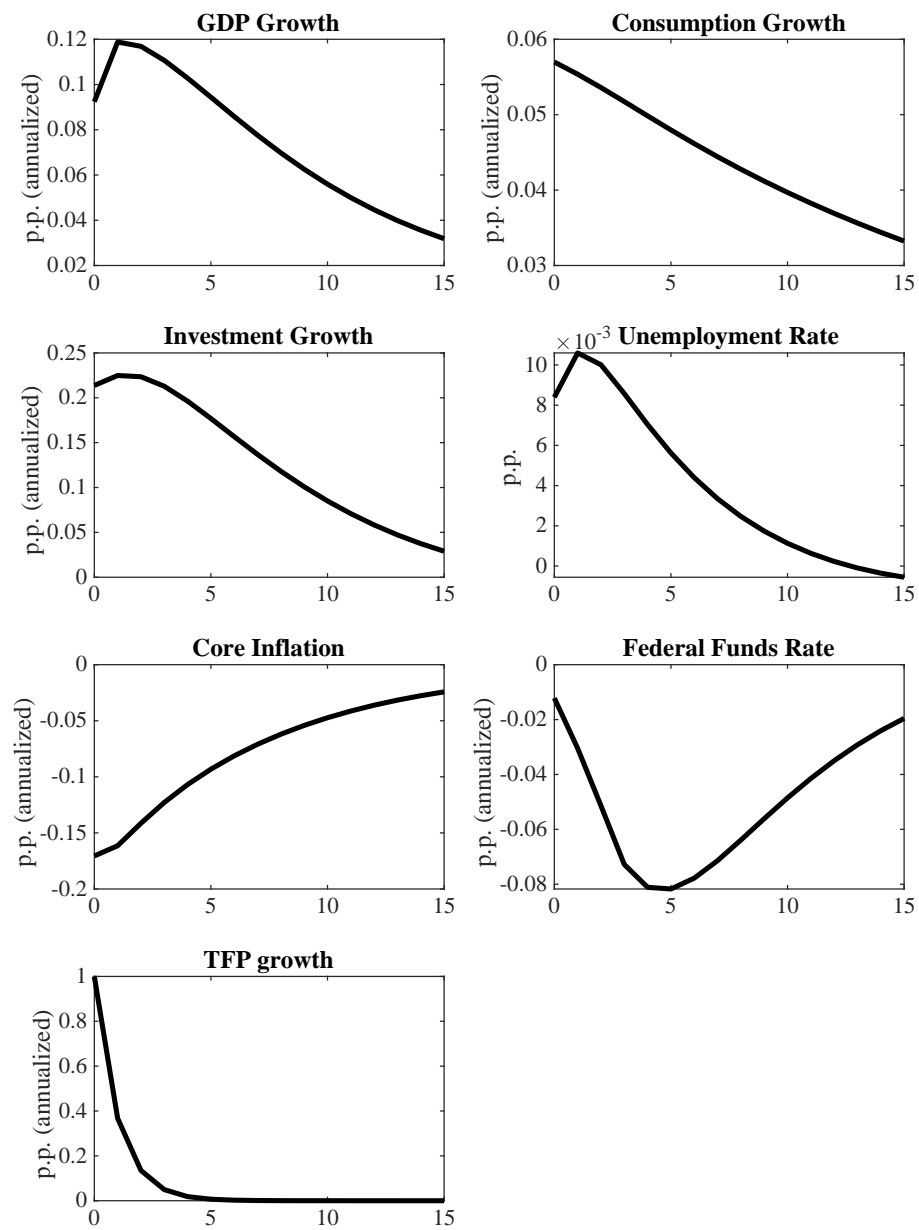 GDP Growth
p.p. (annualized)
0.12
0.1
0.08
0.06
0.04
0.02
0 5 10 15
Consumption Growth
p.p. (annualized)
0.06
0.05
0.04
0.03
0 5 10 15
Investment Growth
p.p. (annualized)
0.25
0.2
0.15
0.1
0.05
0
0 5 10 15
×10⁻³ Unemployment Rate
p.p.
10
8
6
4
2
0
0 5 10 15
Core Inflation
p.p. (annualized)
0
-0.05
-0.1
-0.15
-0.2
0 5 10 15
Federal Funds Rate
p.p. (annualized)
0
-0.02
-0.04
-0.06
-0.08
0 5 10 15
TFP growth
p.p. (annualized)
1
0.8
0.6
0.4
0.2
0
0 5 10 15